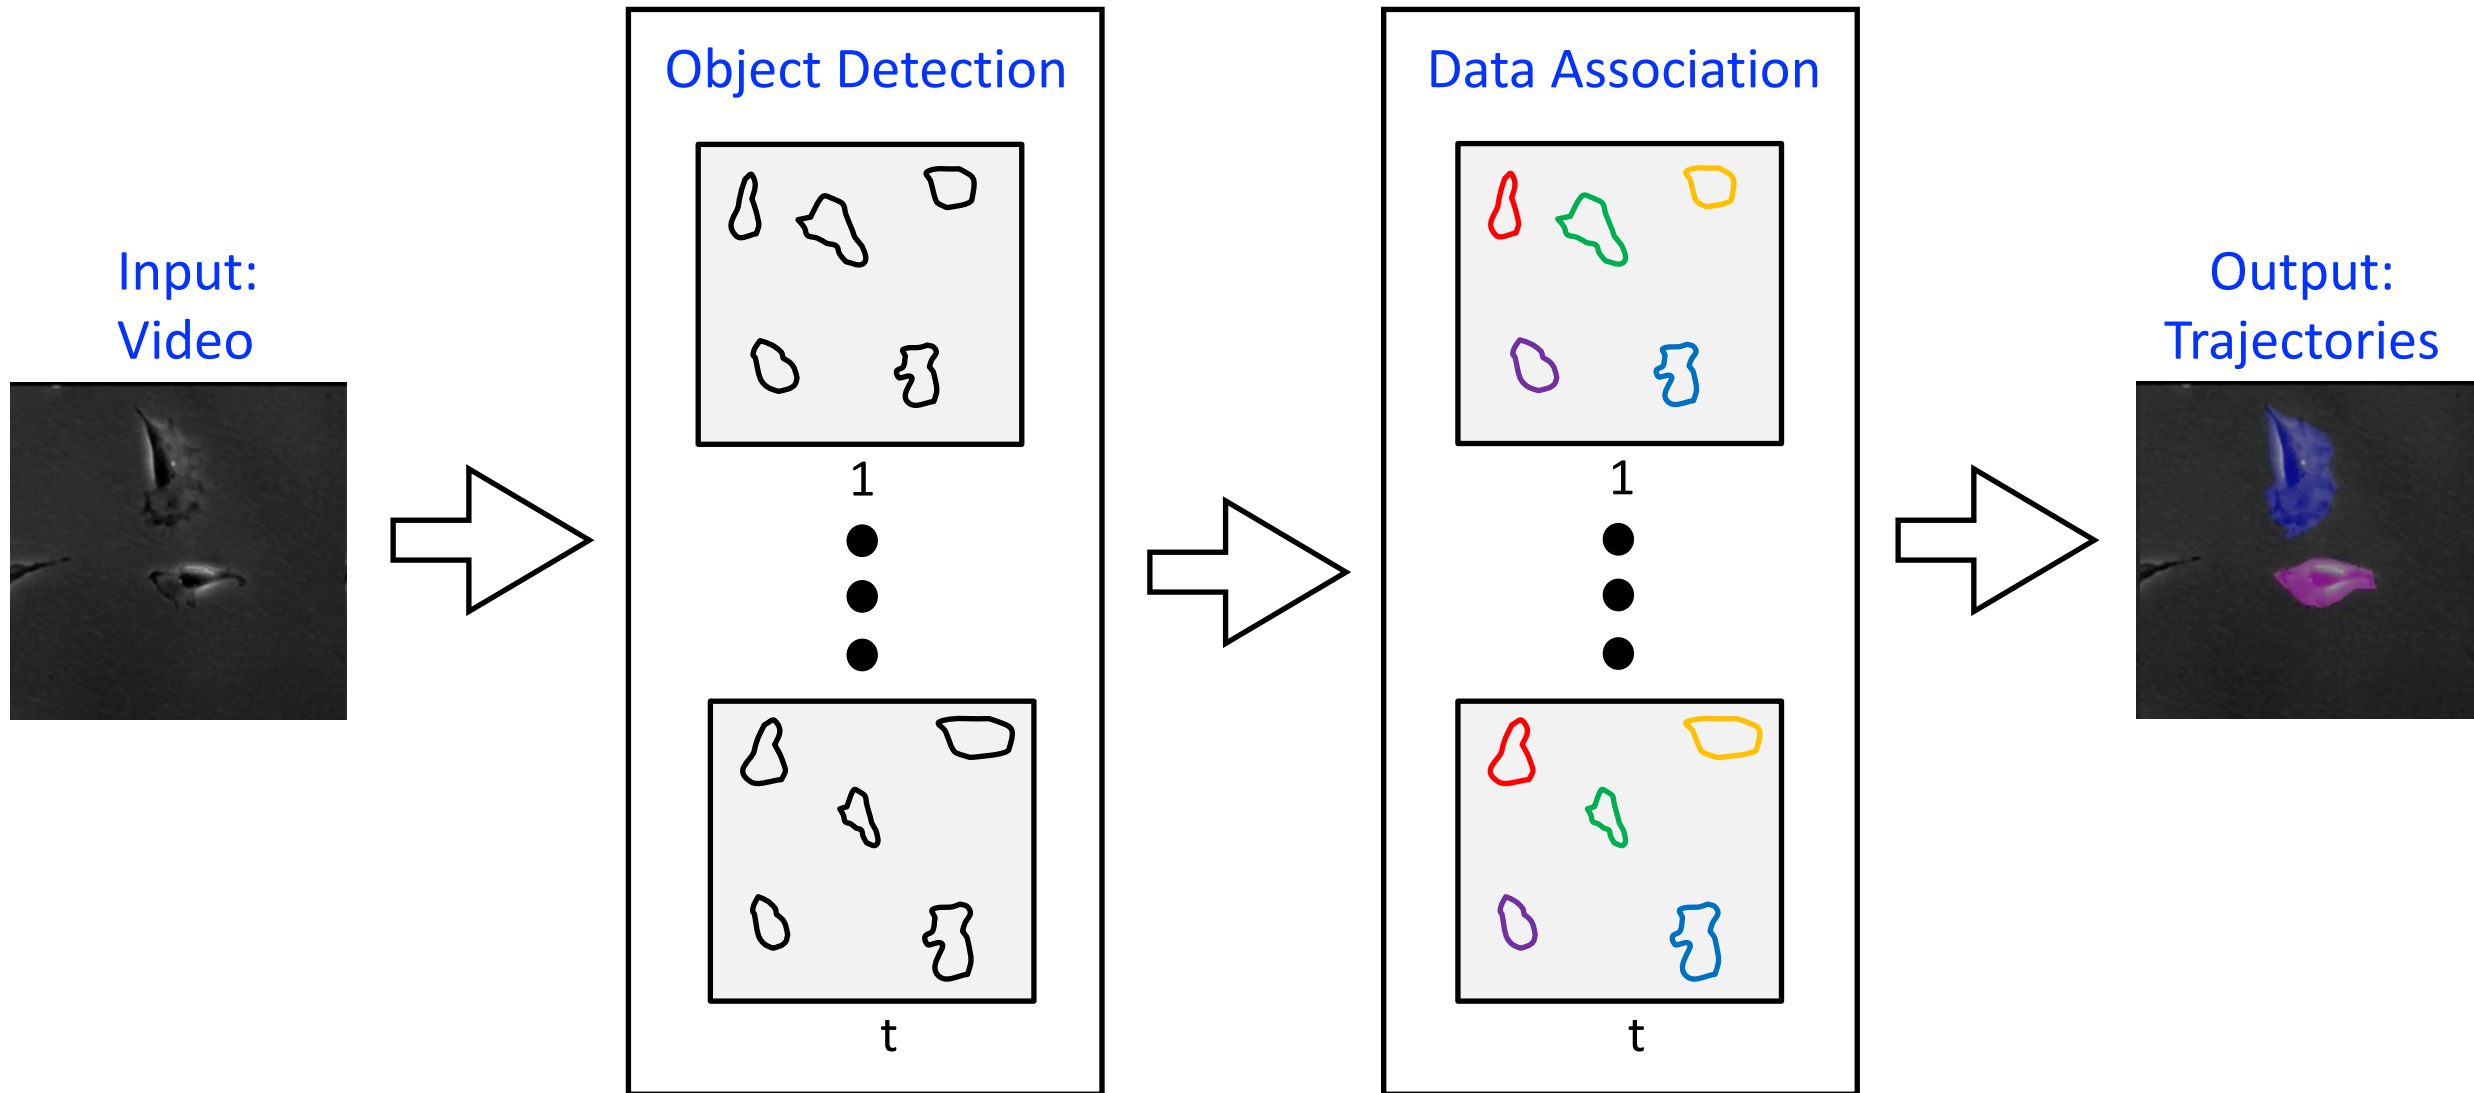 Input:
Video
Object Detection
1
t
Data Association
1
t
Output:
Trajectories